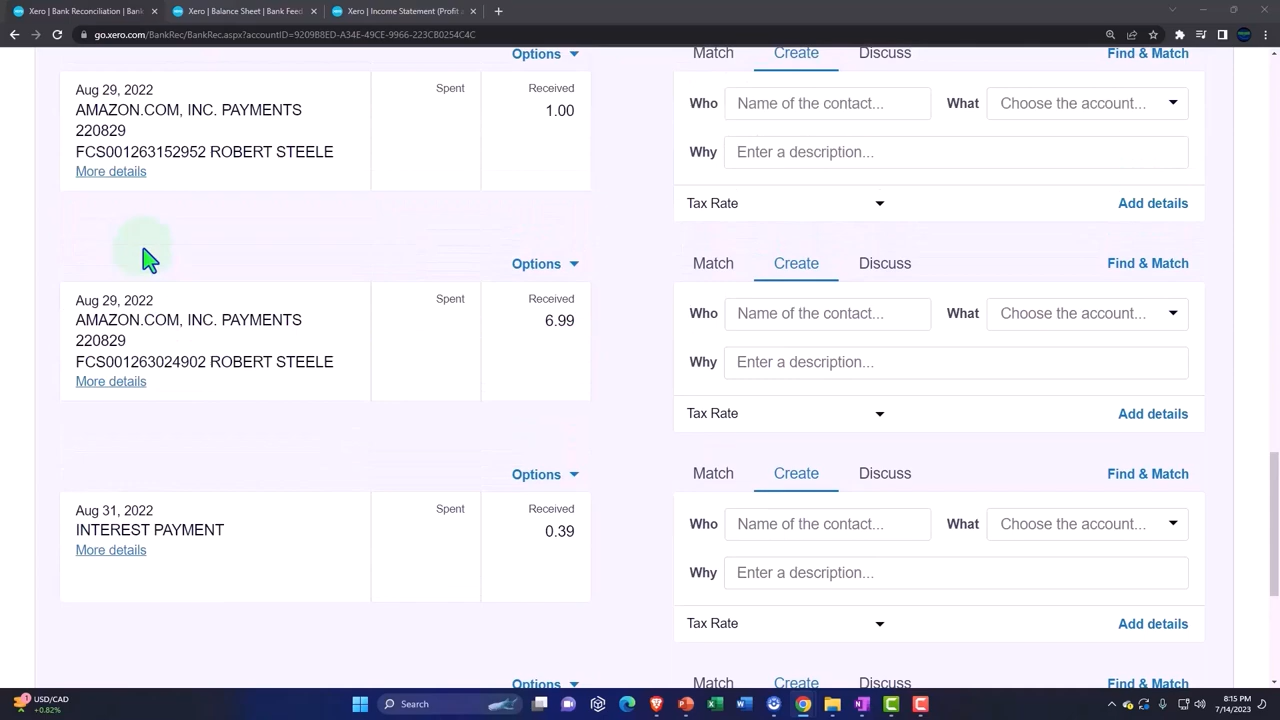 Xero | Bank Reconciliation | Bank
Xero | Balance Sheet | Bank Feed
Xero | Income Statement (Profit a
go.xero.com/BankRec/BankRec.aspx?accountID=9209B8ED-A34E-49CE-9966-223CB0254C4C
Options
Match Create Discuss Find & Match
Aug 29, 2022
AMAZON.COM, INC. PAYMENTS
220829
FCS001263152952 ROBERT STEELE
More details
Spent
Received
1.00
Who Name of the contact... What Choose the account...
Why Enter a description...
Tax Rate Add details
Options
Match Create Discuss Find & Match
Aug 29, 2022
AMAZON.COM, INC. PAYMENTS
220829
FCS001263024902 ROBERT STEELE
More details
Spent
Received
6.99
Who Name of the contact... What Choose the account...
Why Enter a description...
Tax Rate Add details
Options
Match Create Discuss Find & Match
Aug 31, 2022
INTEREST PAYMENT
More details
Spent
Received
0.39
Who Name of the contact... What Choose the account...
Why Enter a description...
Tax Rate Add details
Options
Match Create Discuss Find & Match
USD/CAD
+0.82%
Search
8:15 PM
7/14/2023